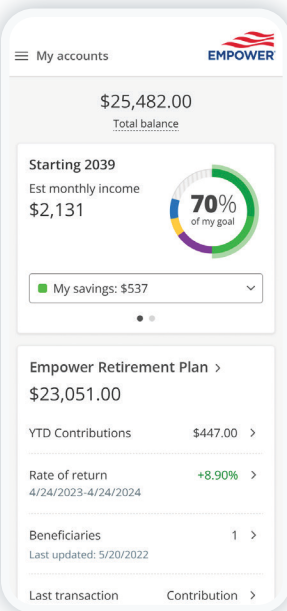 My accounts
EMPOWER
$25,482.00
Total balance
Starting 2039
Est monthly income
$2,131
70%
of my goal
My savings: $537
Empower Retirement Plan >
$23,051.00
YTD Contributions $447.00 >
Rate of return +8.90% >
4/24/2023-4/24/2024
Beneficiaries 1 >
Last updated: 5/20/2022
Last transaction Contribution >